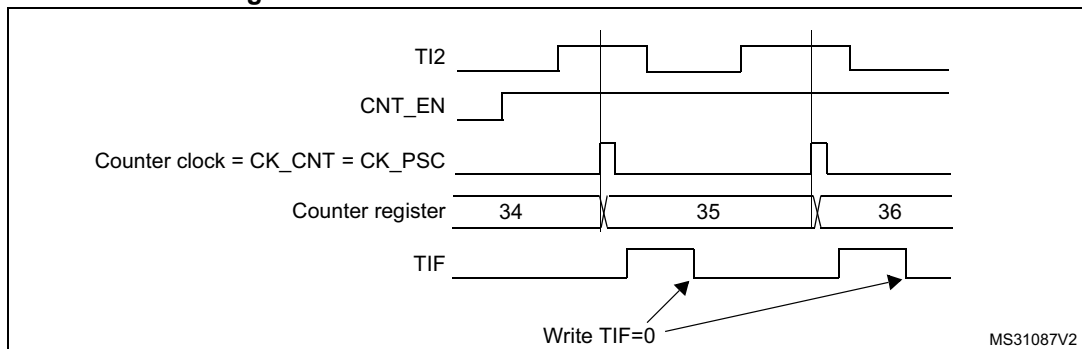 TI2
CNT_EN
Counter clock = CK_CNT = CK_PSC
Counter register 34 35 36
TIF
Write TIF=0
MS31087V2